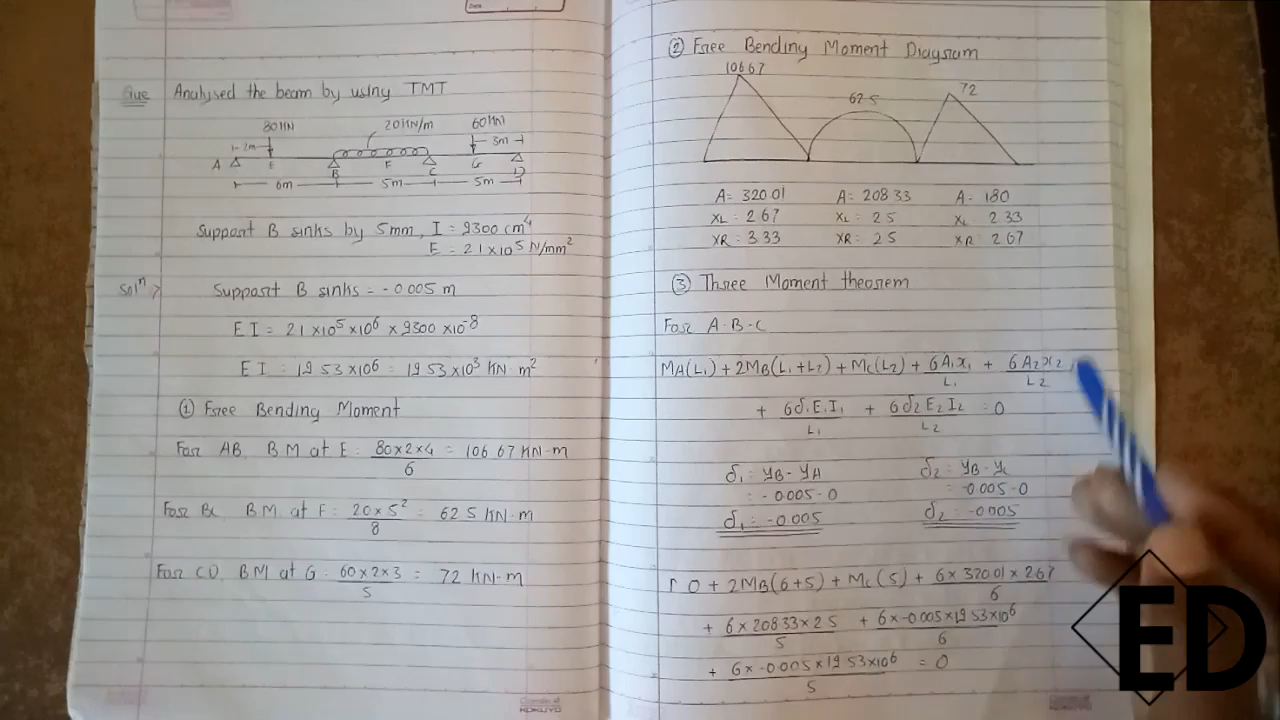 Date
Que Analysed the beam by using TMT
80KN 20KN/m 60KN
2m 3m
A E B F C G D
6m 5m 5m
Support B sinks by 5mm, I = 9300 cm⁴
E = 2.1×10⁵ N/mm²
Solⁿ Support B sinks = -0.005 m
EI = 2.1×10⁵×10⁶×9300×10⁻⁸
EI = 19.53×10⁶ = 19.53×10³ KN·m²
① Free Bending Moment
For AB, BM at E = 80×2×4/6 = 106.67 KN·m
For BC, BM at F = 20×5²/8 = 62.5 KN·m
For CD, BM at G = 60×2×3/5 = 72 KN·m
KOKUYO
② Free Bending Moment Diagram
106.67 62.5 72
A = 320.01 A = 208.33 A = 180
XL = 2.67 XL = 2.5 XL = 2.33
XR = 3.33 XR = 2.5 XR = 2.67
③ Three Moment theorem
For A-B-C
MA(L₁) + 2MB(L₁+L₂) + MC(L₂) + 6A₁x₁/L₁ + 6A₂x₂/L₂
+ 6δ₁E₁I₁/L₁ + 6δ₂E₂I₂/L₂ = 0
δ₁ = yB - yA δ₂ = yB - yC
= -0.005-0 = -0.005-0
δ₁ = -0.005 δ₂ = -0.005
0 + 2MB(6+5) + MC(5) + 6×320.01×2.67/6
+ 6×208.33×2.5/5 + 6×-0.005×19.53×10⁶/6
+ 6×-0.005×19.53×10⁶/5 = 0
KOKUYO
ED